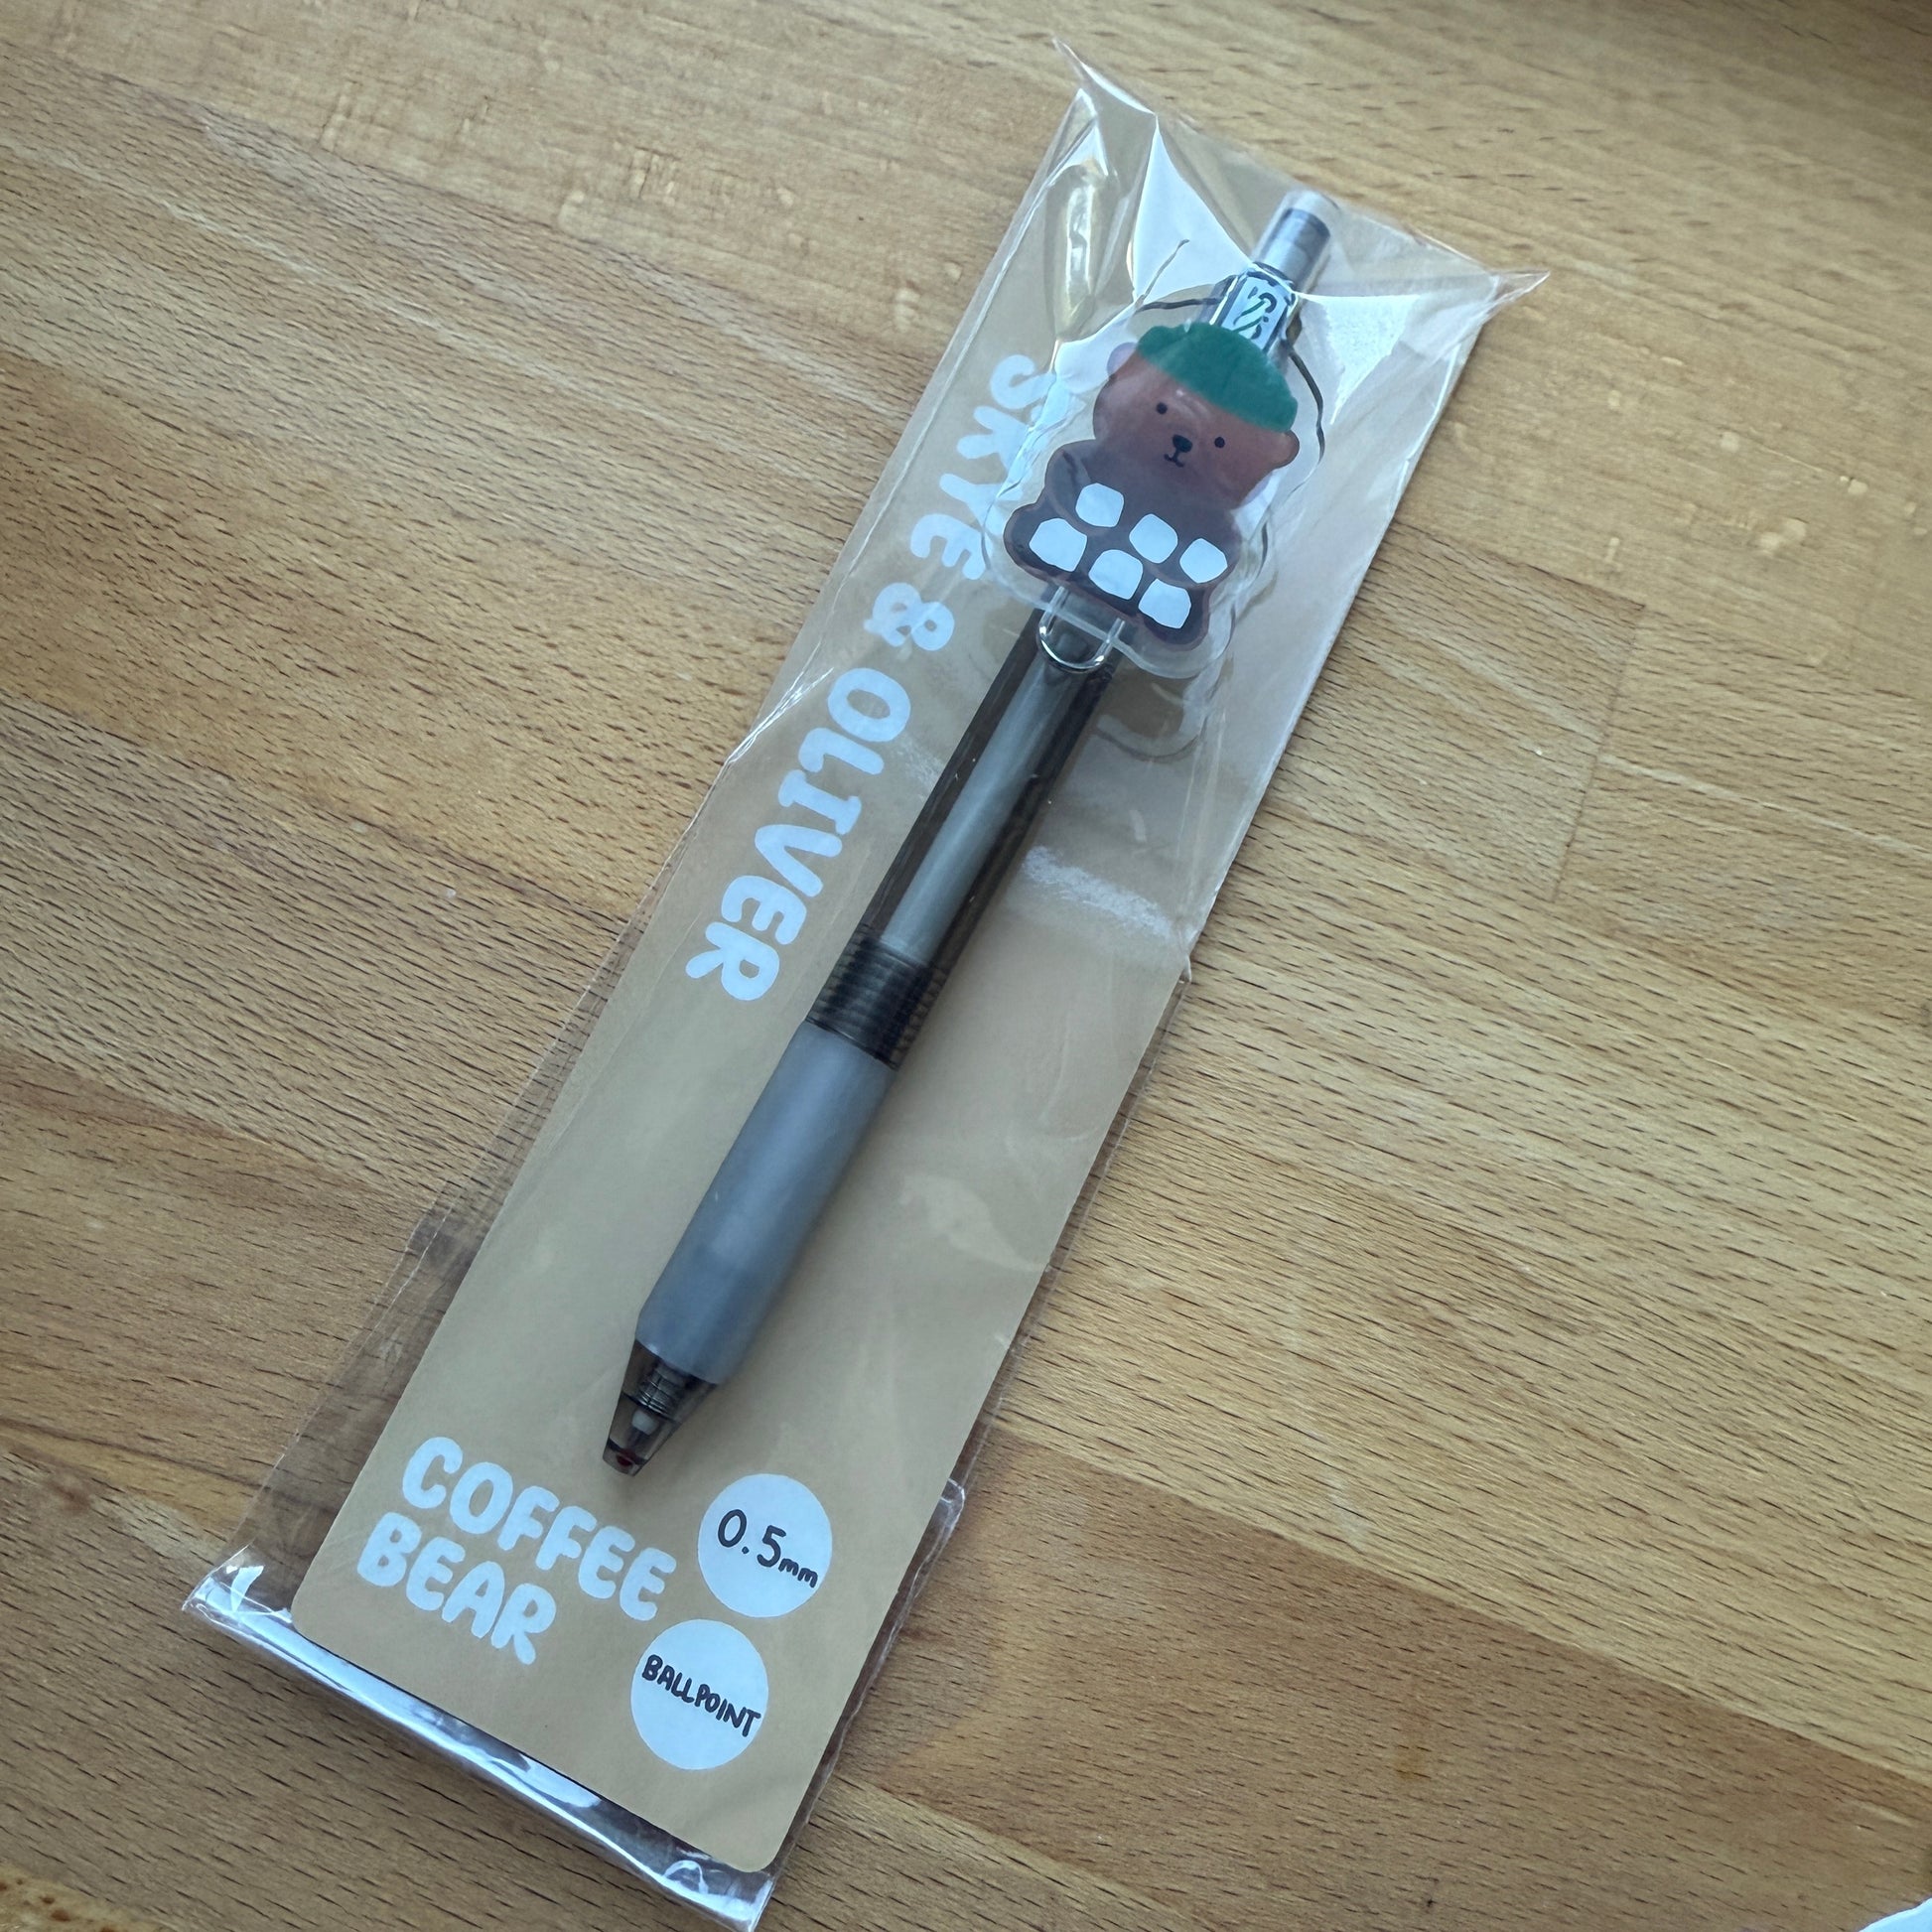 SKYE & OLIVER
COFFEE
BEAR
0.5mm
BALLPOINT